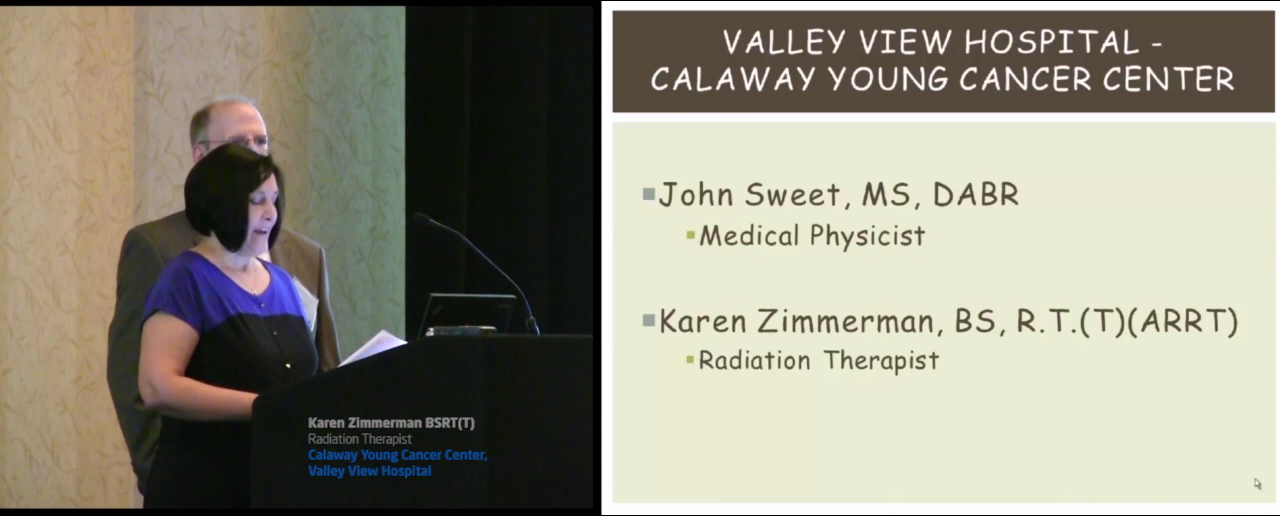 Karen Zimmerman BSRT(T)
Radiation Therapist
Calaway Young Cancer Center,
Valley View Hospital
VALLEY VIEW HOSPITAL -
CALAWAY YOUNG CANCER CENTER
John Sweet, MS, DABR
Medical Physicist
Karen Zimmerman, BS, R.T.(T)(ARRT)
Radiation Therapist